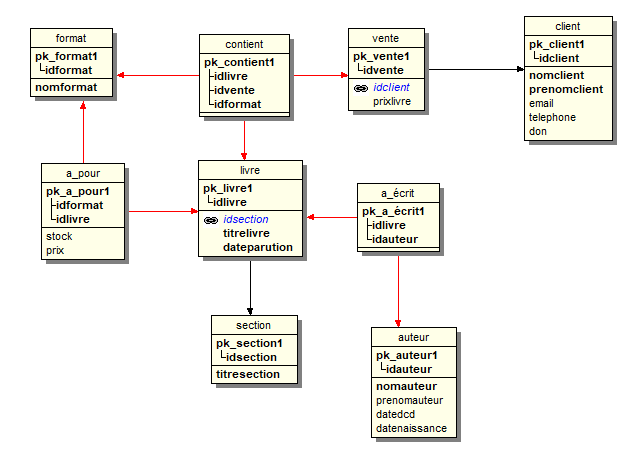 format
pk_format1
idformat
nomformat
contient
pk_contient1
idlivre
idvente
idformat
vente
pk_vente1
idvente
idclient
prixlivre
client
pk_client1
idclient
nomclient
prenomclient
email
telephone
don
a_pour
pk_a_pour1
idformat
idlivre
stock
prix
livre
pk_livre1
idlivre
idsection
titrelivre
dateparution
a_écrit
pk_a_écrit1
idlivre
idauteur
section
pk_section1
idsection
titresection
auteur
pk_auteur1
idauteur
nomauteur
prenomauteur
datedcd
datenaissance